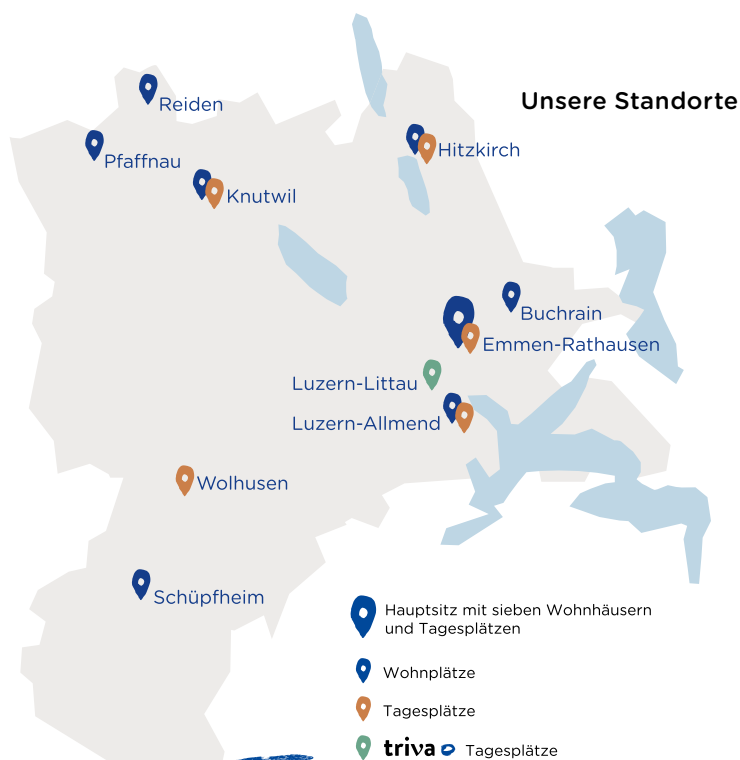 Unsere Standorte
Reiden
Pfaffnau
Hitzkirch
Knutwil
Buchrain
Emmen-Rathausen
Luzern-Littau
Luzern-Allmend
Wolhusen
Schüpfheim
Hauptsitz mit sieben Wohnhäusern
und Tagesplätzen
Wohnplätze
Tagesplätze
triva Tagesplätze